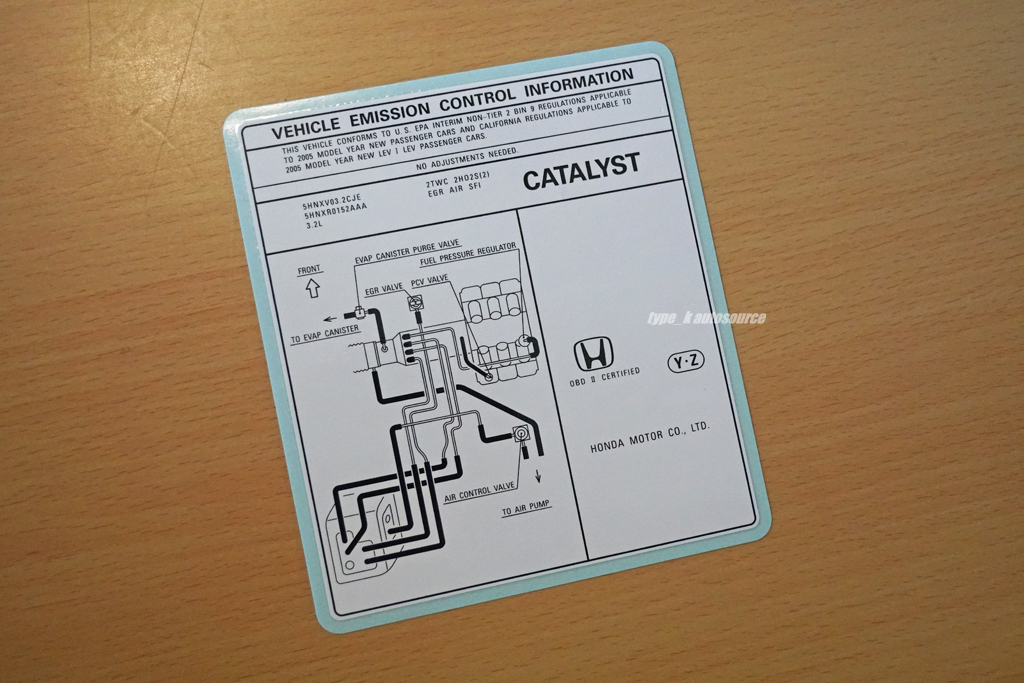 VEHICLE EMISSION CONTROL INFORMATION
THIS VEHICLE CONFORMS TO U.S. EPA INTERIM NON-TIER 2 BIN 9 REGULATIONS APPLICABLE
TO 2005 MODEL YEAR NEW PASSENGER CARS AND CALIFORNIA REGULATIONS APPLICABLE TO
2005 MODEL YEAR NEW LEV I LEV PASSENGER CARS.
NO ADJUSTMENTS NEEDED.
5HNXV03.2CJE
5HNXR0152AAA
3.2L
2TWC 2HO2S(2)
EGR AIR SFI
CATALYST
FRONT
EVAP CANISTER PURGE VALVE
FUEL PRESSURE REGULATOR
EGR VALVE
PCV VALVE
TO EVAP CANISTER
AIR CONTROL VALVE
TO AIR PUMP
type_k autosource
OBD II CERTIFIED
Y·Z
HONDA MOTOR CO., LTD.